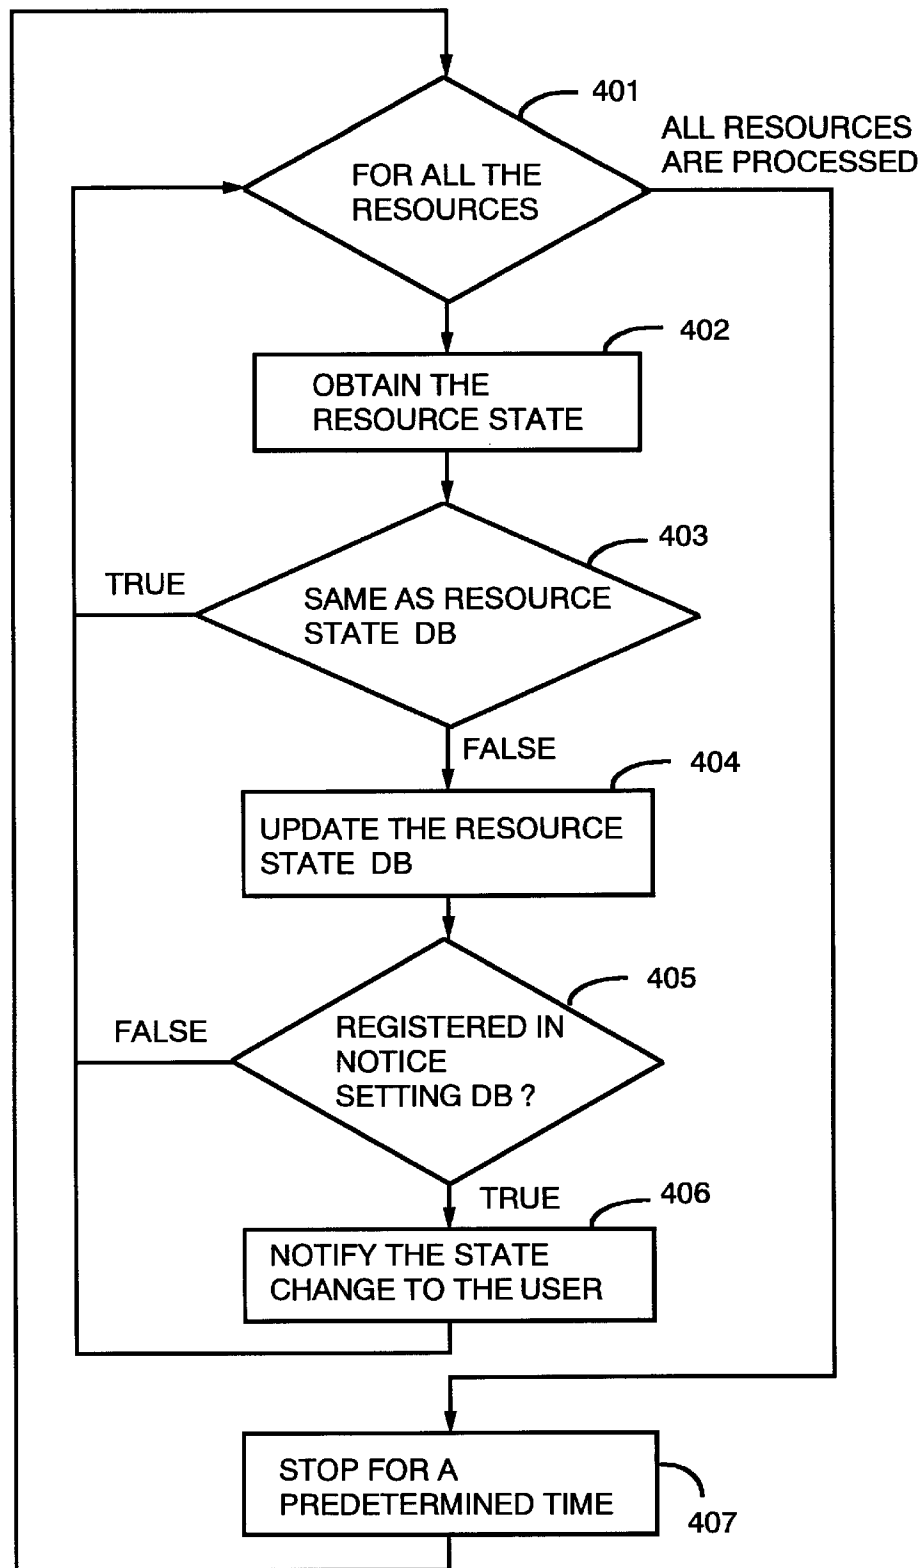 401
ALL RESOURCES
ARE PROCESSED
FOR ALL THE
RESOURCES
402
OBTAIN THE
RESOURCE STATE
403
TRUE
SAME AS RESOURCE
STATE DB
FALSE
404
UPDATE THE RESOURCE
STATE DB
405
FALSE
REGISTERED IN
NOTICE
SETTING DB ?
TRUE
406
NOTIFY THE STATE
CHANGE TO THE USER
STOP FOR A
PREDETERMINED TIME
407